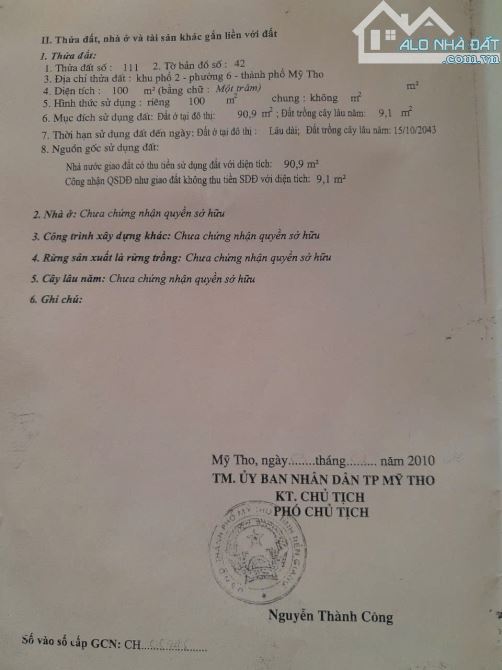 ALO NHÀ ĐẤT
.com.vn
II. Thửa đất, nhà ở và tài sản khác gắn liền với đất
1. Thửa đất:
1. Thửa đất số : 111 2. Tờ bản đồ số : 42
3. Địa chỉ thửa đất : khu phố 2 - phường 6 - thành phố Mỹ Tho
4. Diện tích : 100 m² (bằng chữ : Một trăm) m²
5. Hình thức sử dụng : riêng 100 m² chung : không m²
6. Mục đích sử dụng đất: Đất ở tại đô thị : 90,9 m² ; Đất trồng cây lâu năm: 9,1 m²
7. Thời hạn sử dụng đất đến ngày: Đất ở tại đô thị : Lâu dài; Đất trồng cây lâu năm: 15/10/2043
8. Nguồn gốc sử dụng đất:
Nhà nước giao đất có thu tiền sử dụng đất với diện tích: 90,9 m²
Công nhận QSDĐ như giao đất không thu tiền SDĐ với diện tích: 9,1 m²
2. Nhà ở: Chưa chứng nhận quyền sở hữu
3. Công trình xây dựng khác: Chưa chứng nhận quyền sở hữu
4. Rừng sản xuất là rừng trồng: Chưa chứng nhận quyền sở hữu
5. Cây lâu năm: Chưa chứng nhận quyền sở hữu
6. Ghi chú:
Mỹ Tho, ngày.......tháng....... năm 2010
TM. ỦY BAN NHÂN DÂN TP MỸ THO
KT. CHỦ TỊCH
PHÓ CHỦ TỊCH
Nguyễn Thành Công
Số vào sổ cấp GCN: CH